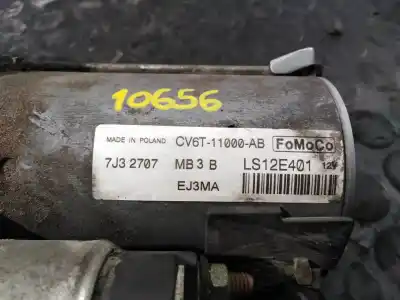 10656
MADE IN POLAND CV6T-11000-AB FoMoCo
7J3 2707 MB 3 B LS12E401 12V
EJ3MA